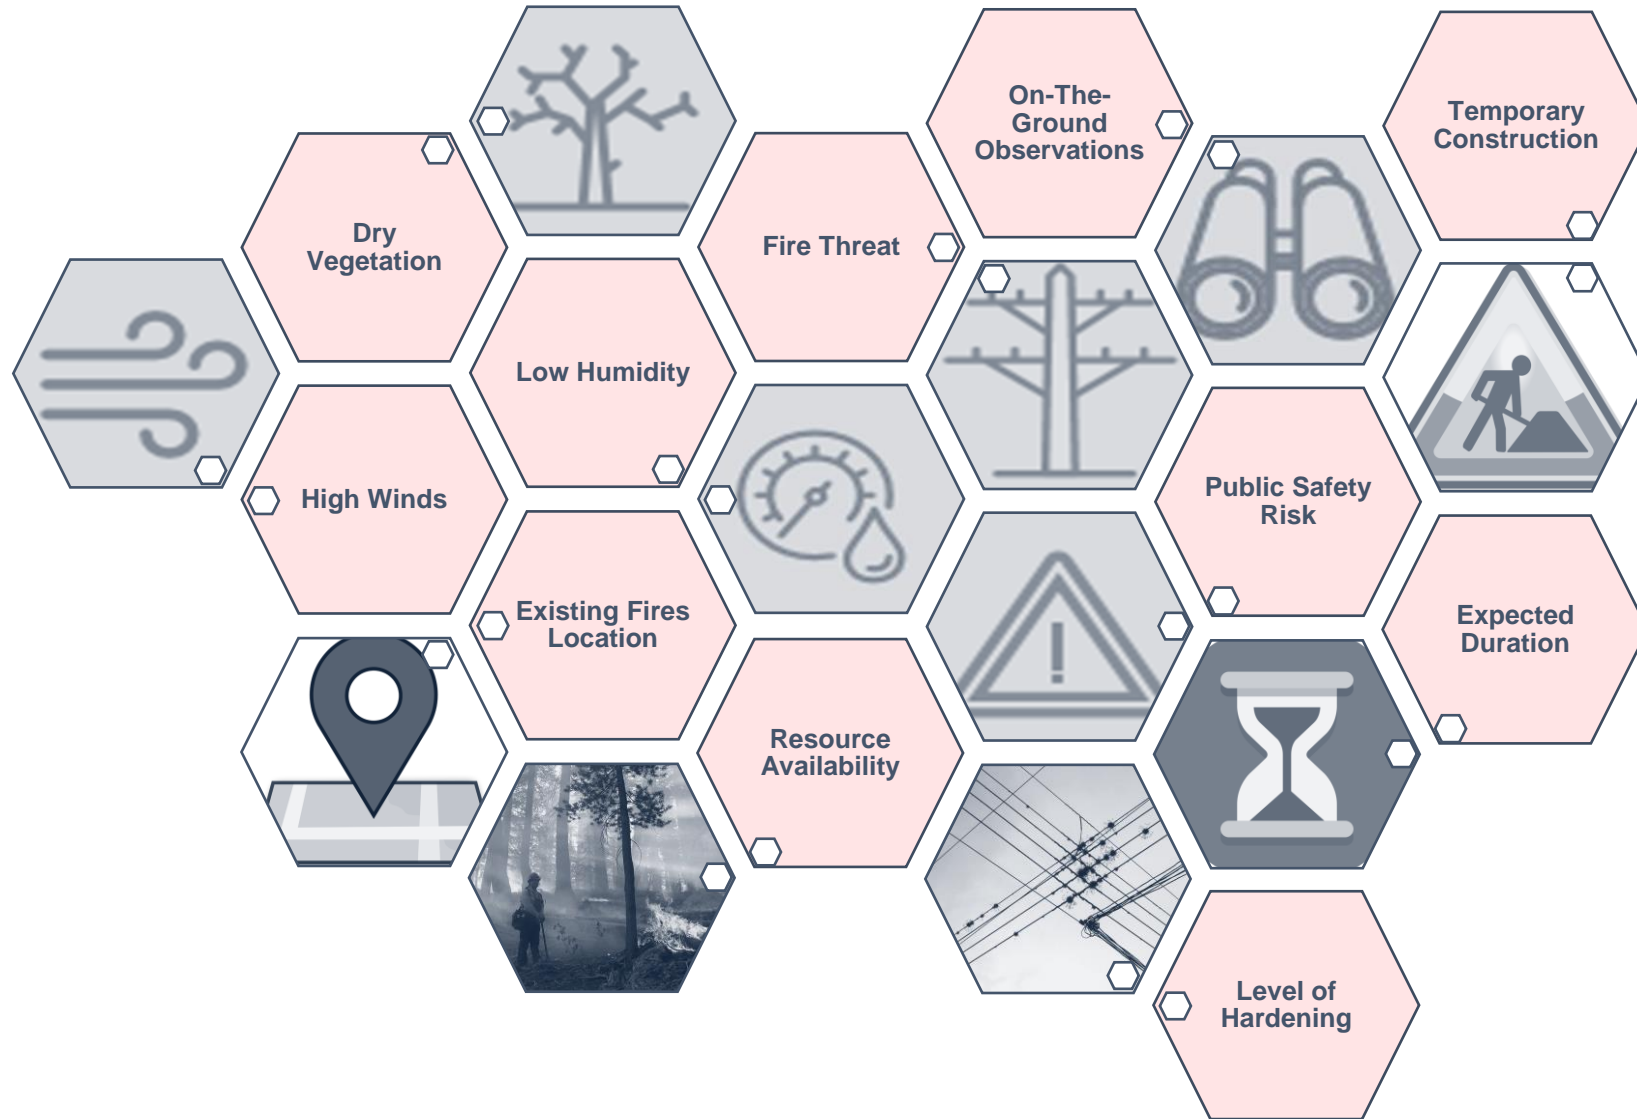 On-The-
Ground
Observations
Temporary
Construction
Dry
Vegetation
Fire Threat
Low Humidity
High Winds
Public Safety
Risk
Existing Fires
Location
Expected
Duration
Resource
Availability
Level of
Hardening